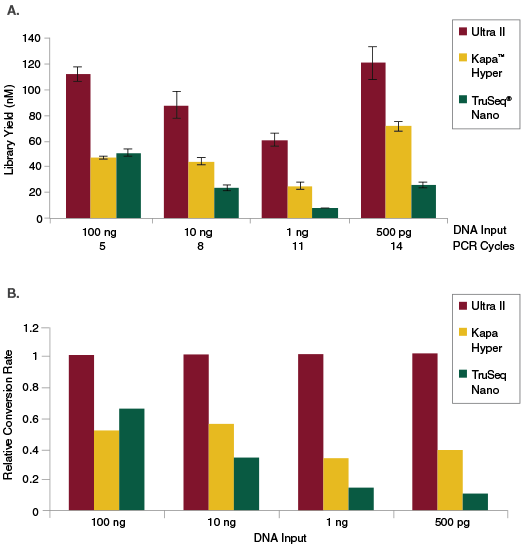 A.
140
120
100
80
60
40
20
0
Library Yield (nM)
Ultra II
Kapa™
Hyper
TruSeq®
Nano
100 ng 10 ng 1 ng 500 pg DNA Input
5 8 11 14 PCR Cycles
B.
1.2
1
0.8
0.6
0.4
0.2
0
Relative Conversion Rate
Ultra II
Kapa
Hyper
TruSeq
Nano
100 ng 10 ng 1 ng 500 pg
DNA Input